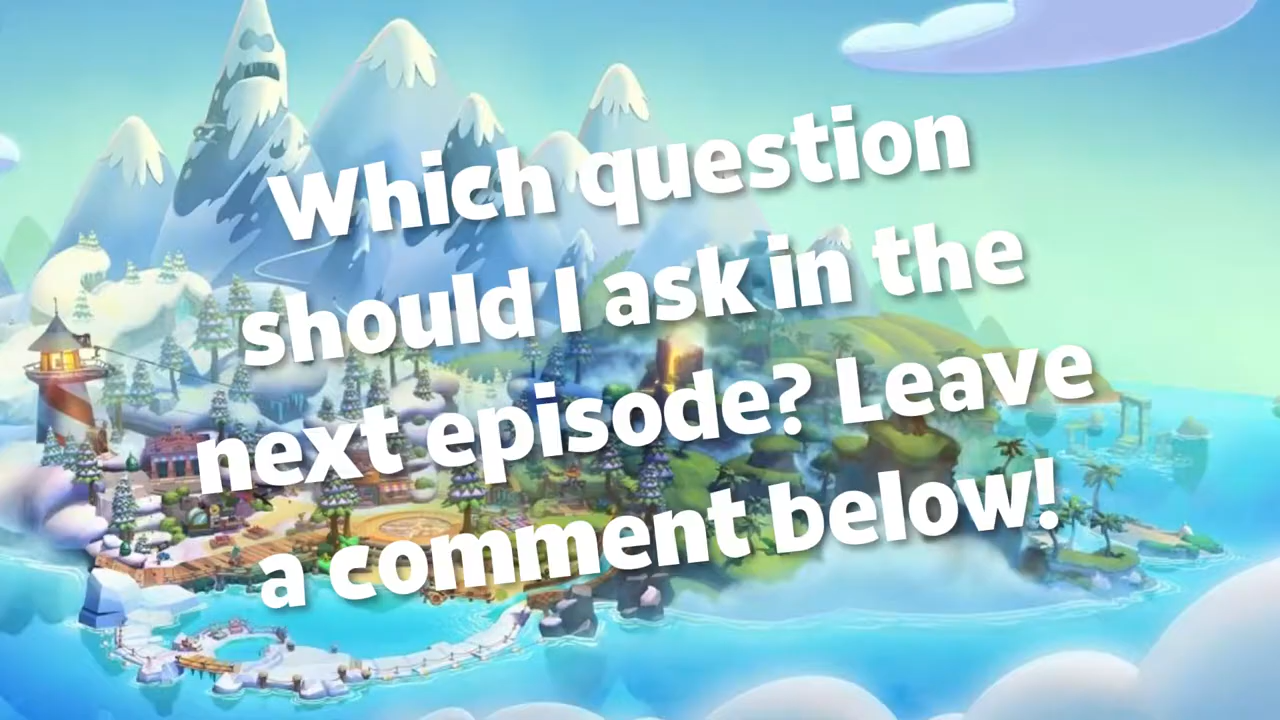 Which question
should I ask in the
next episode? Leave
a comment below!